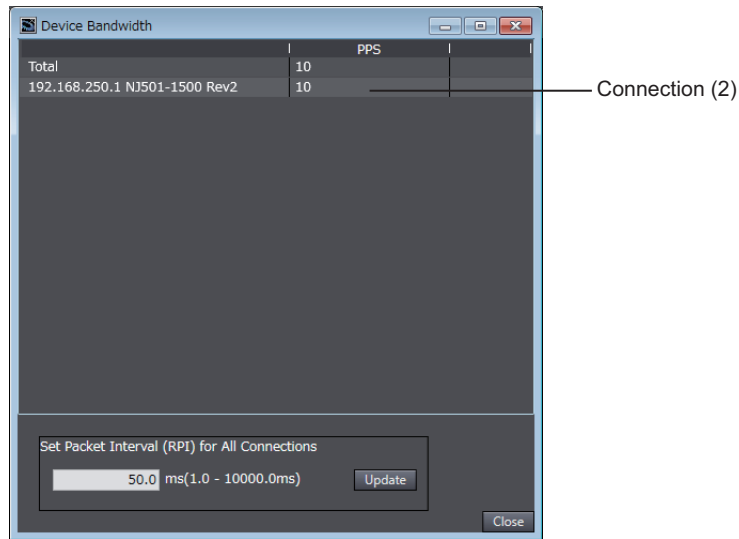 Device Bandwidth
PPS
Total 10
192.168.250.1 NJ501-1500 Rev2 10
Connection (2)
Set Packet Interval (RPI) for All Connections
50.0 ms(1.0 - 10000.0ms) Update
Close